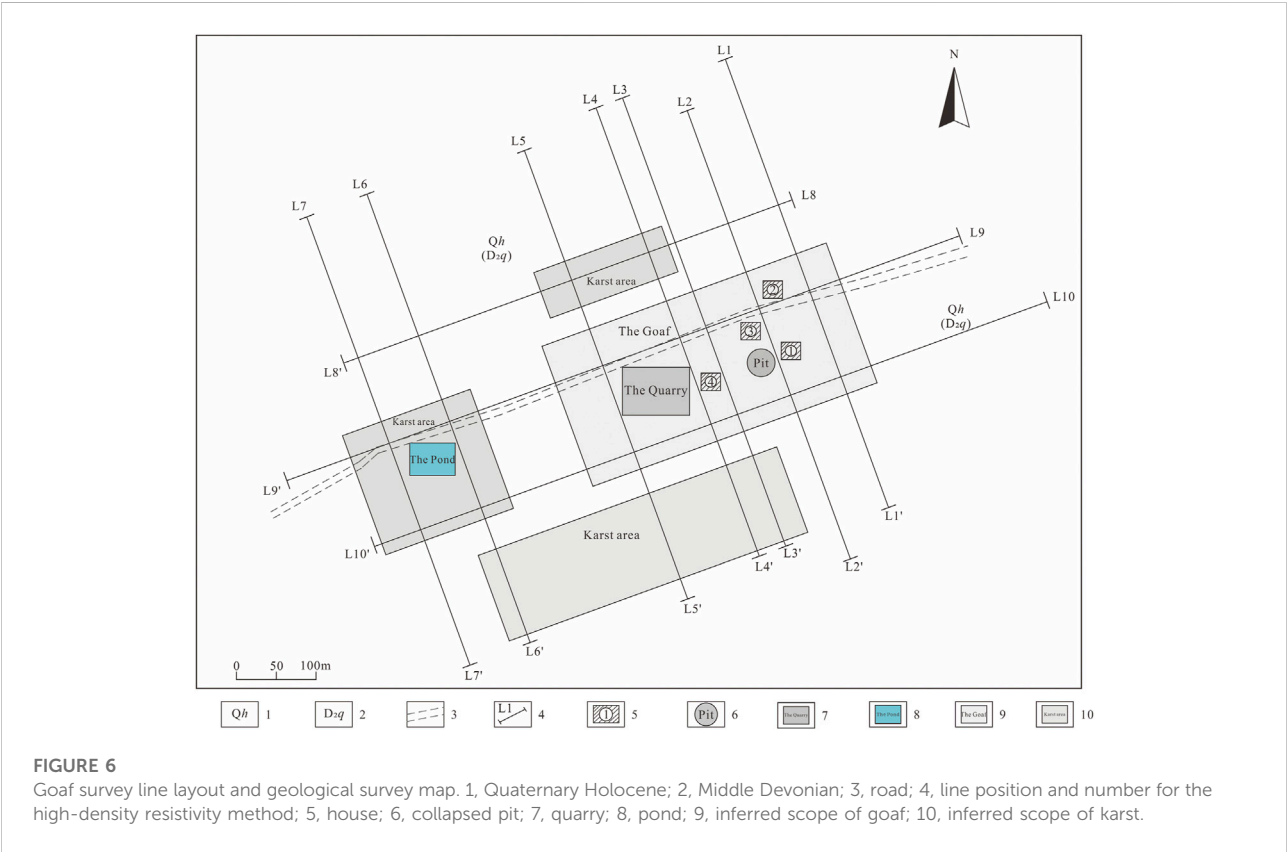 L1
N
L3
L4
L2
L5
L6
L8
L7
L9
Qh
(D₂q)
Karst area
②
L10
Qh
(D₂q)
The Goaf
③
①
L8'
Pit
④
The Quarry
Karst area
The Pond
L9'
L1'
Karst area
L10'
L3'
L4'
L2'
L5'
L6'
L7'
0 50 100m
Qh 1
D₂q 2
3
L1 4
① 5
Pit 6
The Quarry 7
The Pond 8
The Goaf 9
Karst area 10
FIGURE 6
Goaf survey line layout and geological survey map. 1, Quaternary Holocene; 2, Middle Devonian; 3, road; 4, line position and number for the
high-density resistivity method; 5, house; 6, collapsed pit; 7, quarry; 8, pond; 9, inferred scope of goaf; 10, inferred scope of karst.